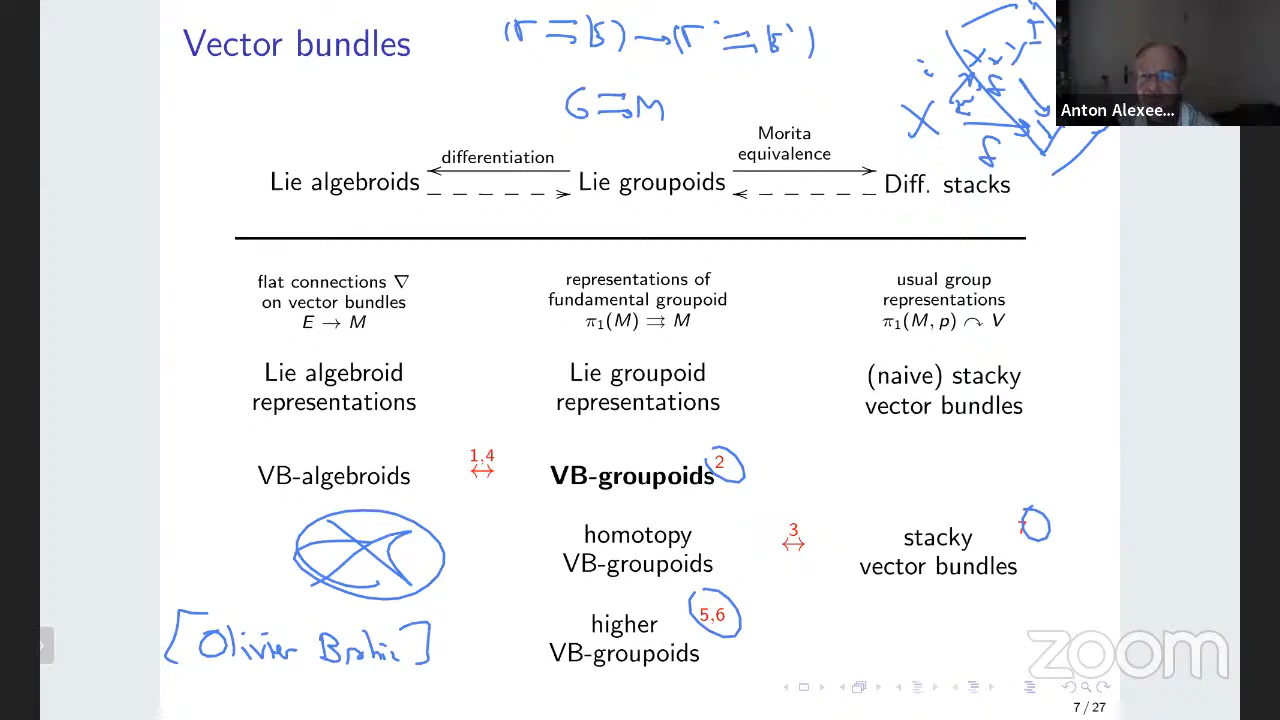 Vector bundles
(Γ ⇉ E) → (Γ' ⇉ E')
G ⇉ M
X ×_Y Y
X
f
Anton Alexee...
Morita
equivalence
differentiation
Lie algebroids
Lie groupoids
Diff. stacks
flat connections ∇
on vector bundles
E → M
representations of
fundamental groupoid
π₁(M) ⇉ M
usual group
representations
π₁(M, p) ↷ V
Lie algebroid
representations
Lie groupoid
representations
(naive) stacky
vector bundles
VB-algebroids
1,4
↔
VB-groupoids 2
homotopy
VB-groupoids
3
↔
stacky
vector bundles
7
higher
VB-groupoids
5,6
[Olivier Brahic]
zoom
7 / 27